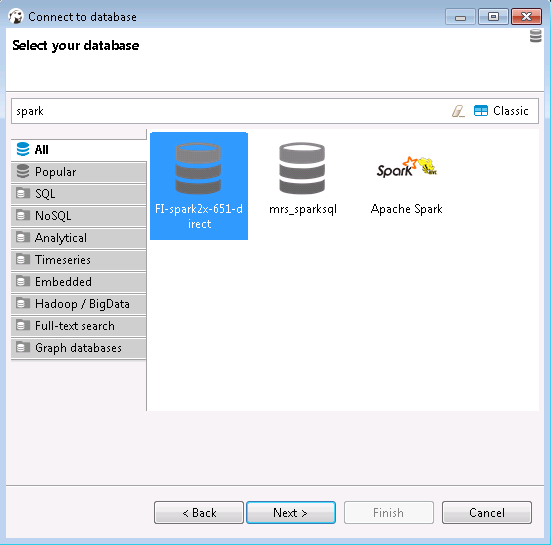 Connect to database
Select your database
spark
Classic
All
Popular
SQL
NoSQL
Analytical
Timeseries
Embedded
Hadoop / BigData
Full-text search
Graph databases
FI-spark2x-651-d
irect
mrs_sparksql
Spark
Apache Spark
< Back
Next >
Finish
Cancel